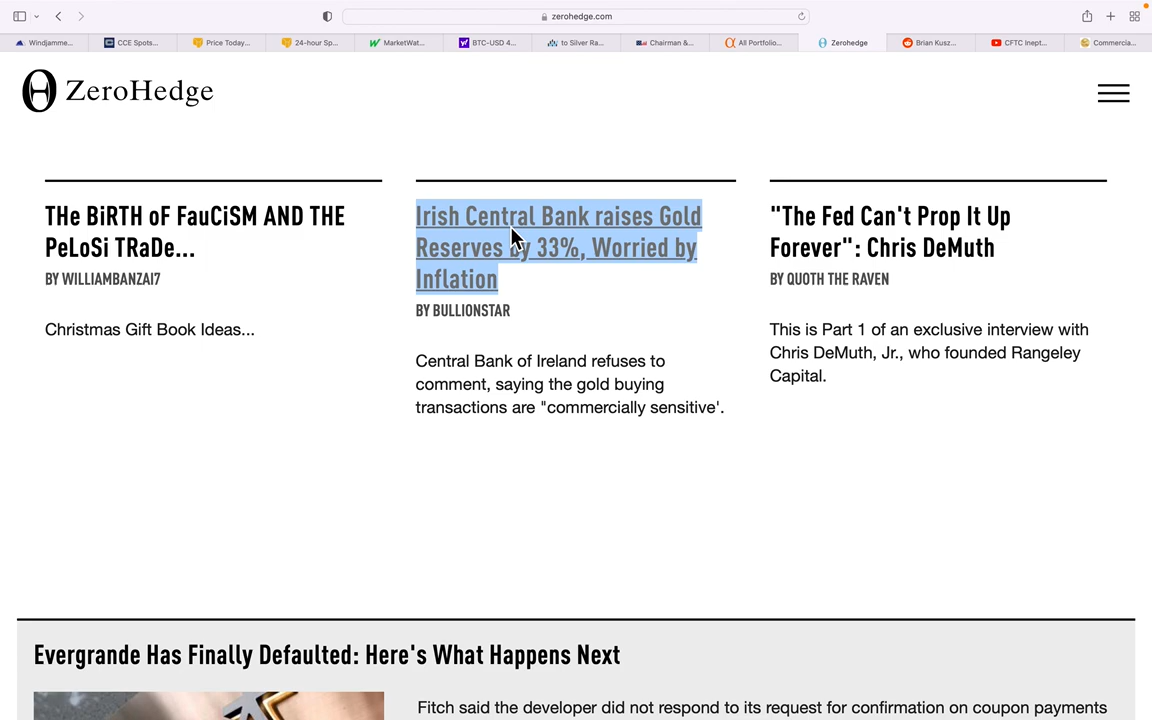 zerohedge.com
Windjamme...
CCE Spots...
Price Today...
24-hour Sp...
MarketWat...
BTC-USD 4...
to Silver Ra...
Chairman &...
All Portfolio...
Zerohedge
Brian Kusz...
CFTC Inept...
Commercia...
ZeroHedge
THe BiRTH oF FauCiSM AND THE
PeLoSi TRaDe...
BY WILLIAMBANZAI7
Christmas Gift Book Ideas...
Irish Central Bank raises Gold
Reserves by 33%, Worried by
Inflation
BY BULLIONSTAR
Central Bank of Ireland refuses to
comment, saying the gold buying
transactions are "commercially sensitive'.
"The Fed Can't Prop It Up
Forever": Chris DeMuth
BY QUOTH THE RAVEN
This is Part 1 of an exclusive interview with
Chris DeMuth, Jr., who founded Rangeley
Capital.
Evergrande Has Finally Defaulted: Here's What Happens Next
Fitch said the developer did not respond to its request for confirmation on coupon payments